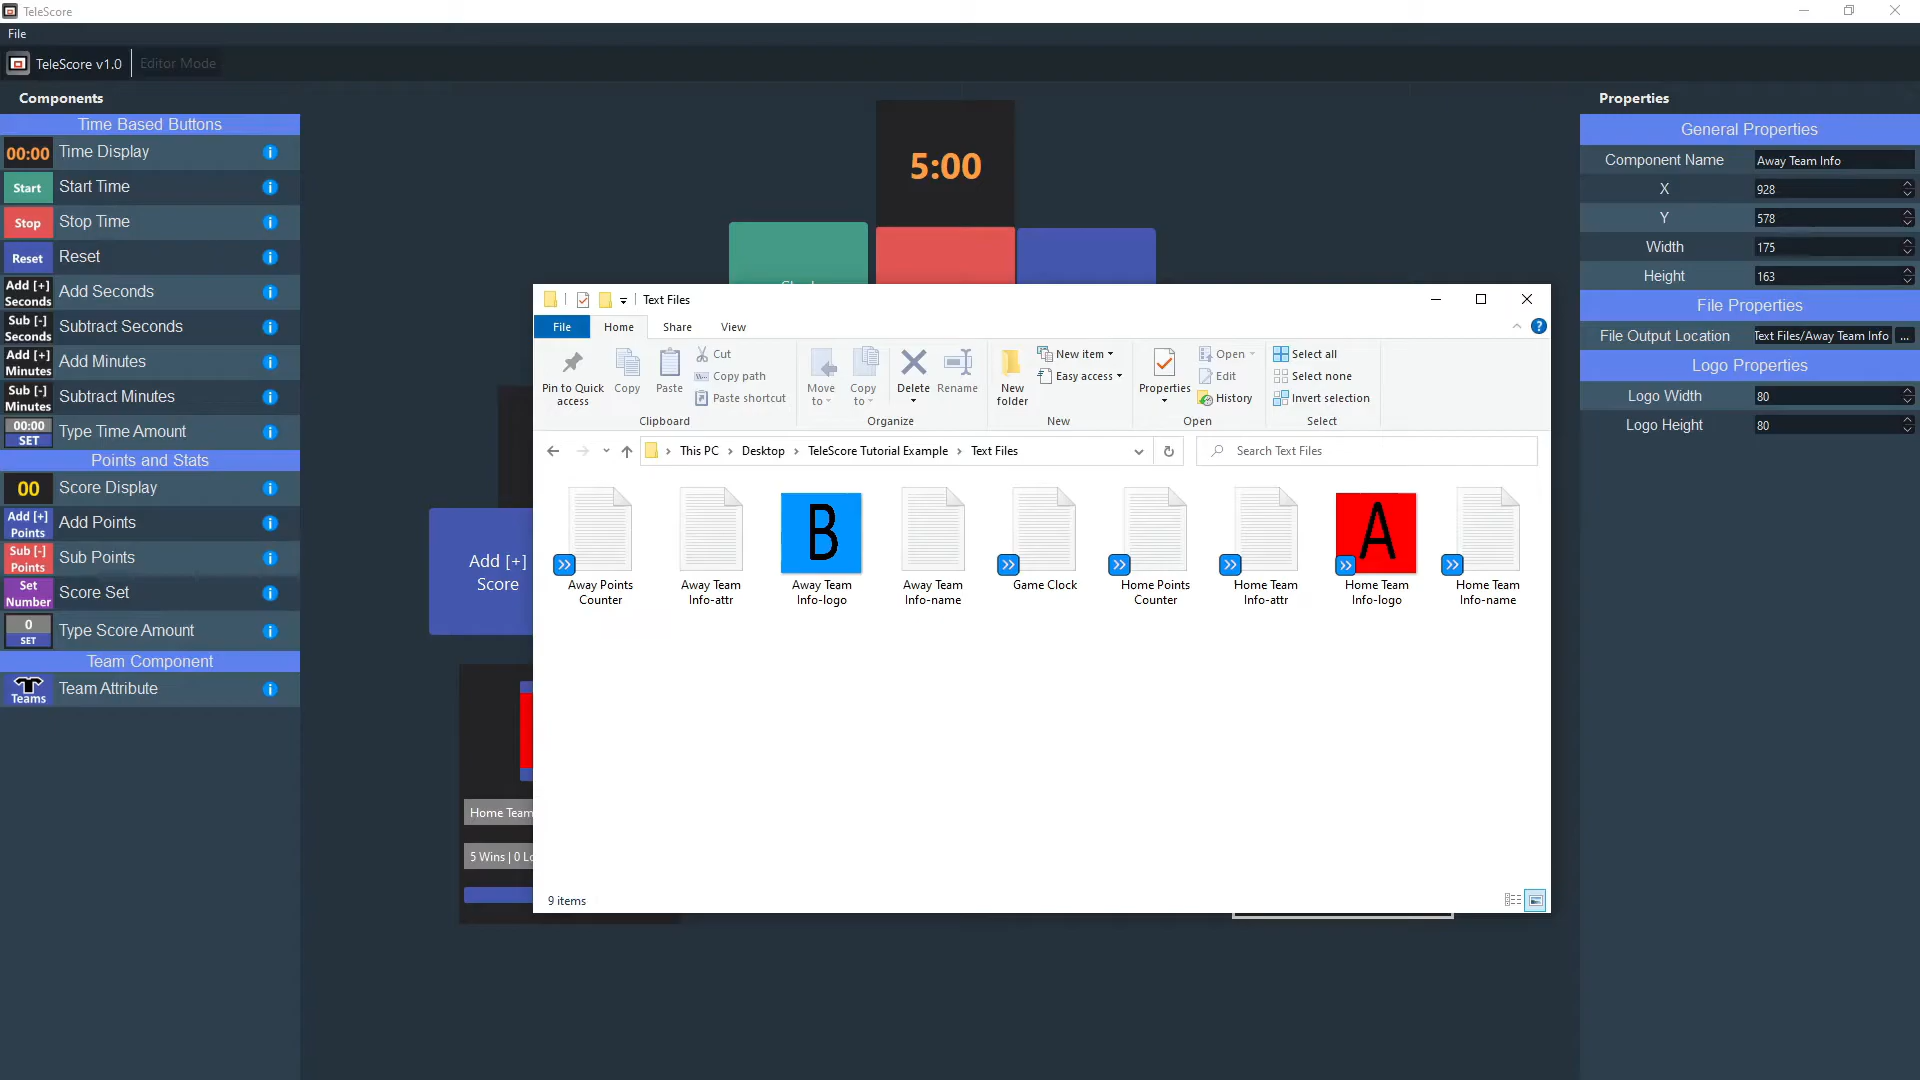 TeleScore
File
TeleScore v1.0
Editor Mode
Components
Time Based Buttons
00:00 Time Display
Start Start Time
Stop Stop Time
Reset Reset
Add [+]
Seconds
Add Seconds
Sub [-]
Seconds
Subtract Seconds
Add [+]
Minutes
Add Minutes
Sub [-]
Minutes
Subtract Minutes
00:00
SET
Type Time Amount
Points and Stats
00 Score Display
Add [+]
Points
Add Points
Sub [-]
Points
Sub Points
Set
Number
Score Set
0
SET
Type Score Amount
Team Component
Teams
Team Attribute
5:00
Add [+]
Score
Home Team
5 Wins | 0 Lo
Text Files
File Home Share View
Pin to Quick
access
Copy
Paste
Cut
Copy path
Paste shortcut
Clipboard
Move
to
Copy
to
Delete
Rename
Organize
New
folder
New item
Easy access
New
Properties
Open
Edit
History
Open
Select all
Select none
Invert selection
Select
This PC > Desktop > TeleScore Tutorial Example > Text Files
Search Text Files
Away Points
Counter
Away Team
Info-attr
B
Away Team
Info-logo
Away Team
Info-name
Game Clock
Home Points
Counter
Home Team
Info-attr
A
Home Team
Info-logo
Home Team
Info-name
9 items
Properties
General Properties
Component Name Away Team Info
X 928
Y 578
Width 175
Height 163
File Properties
File Output Location Text Files/Away Team Info ...
Logo Properties
Logo Width 80
Logo Height 80